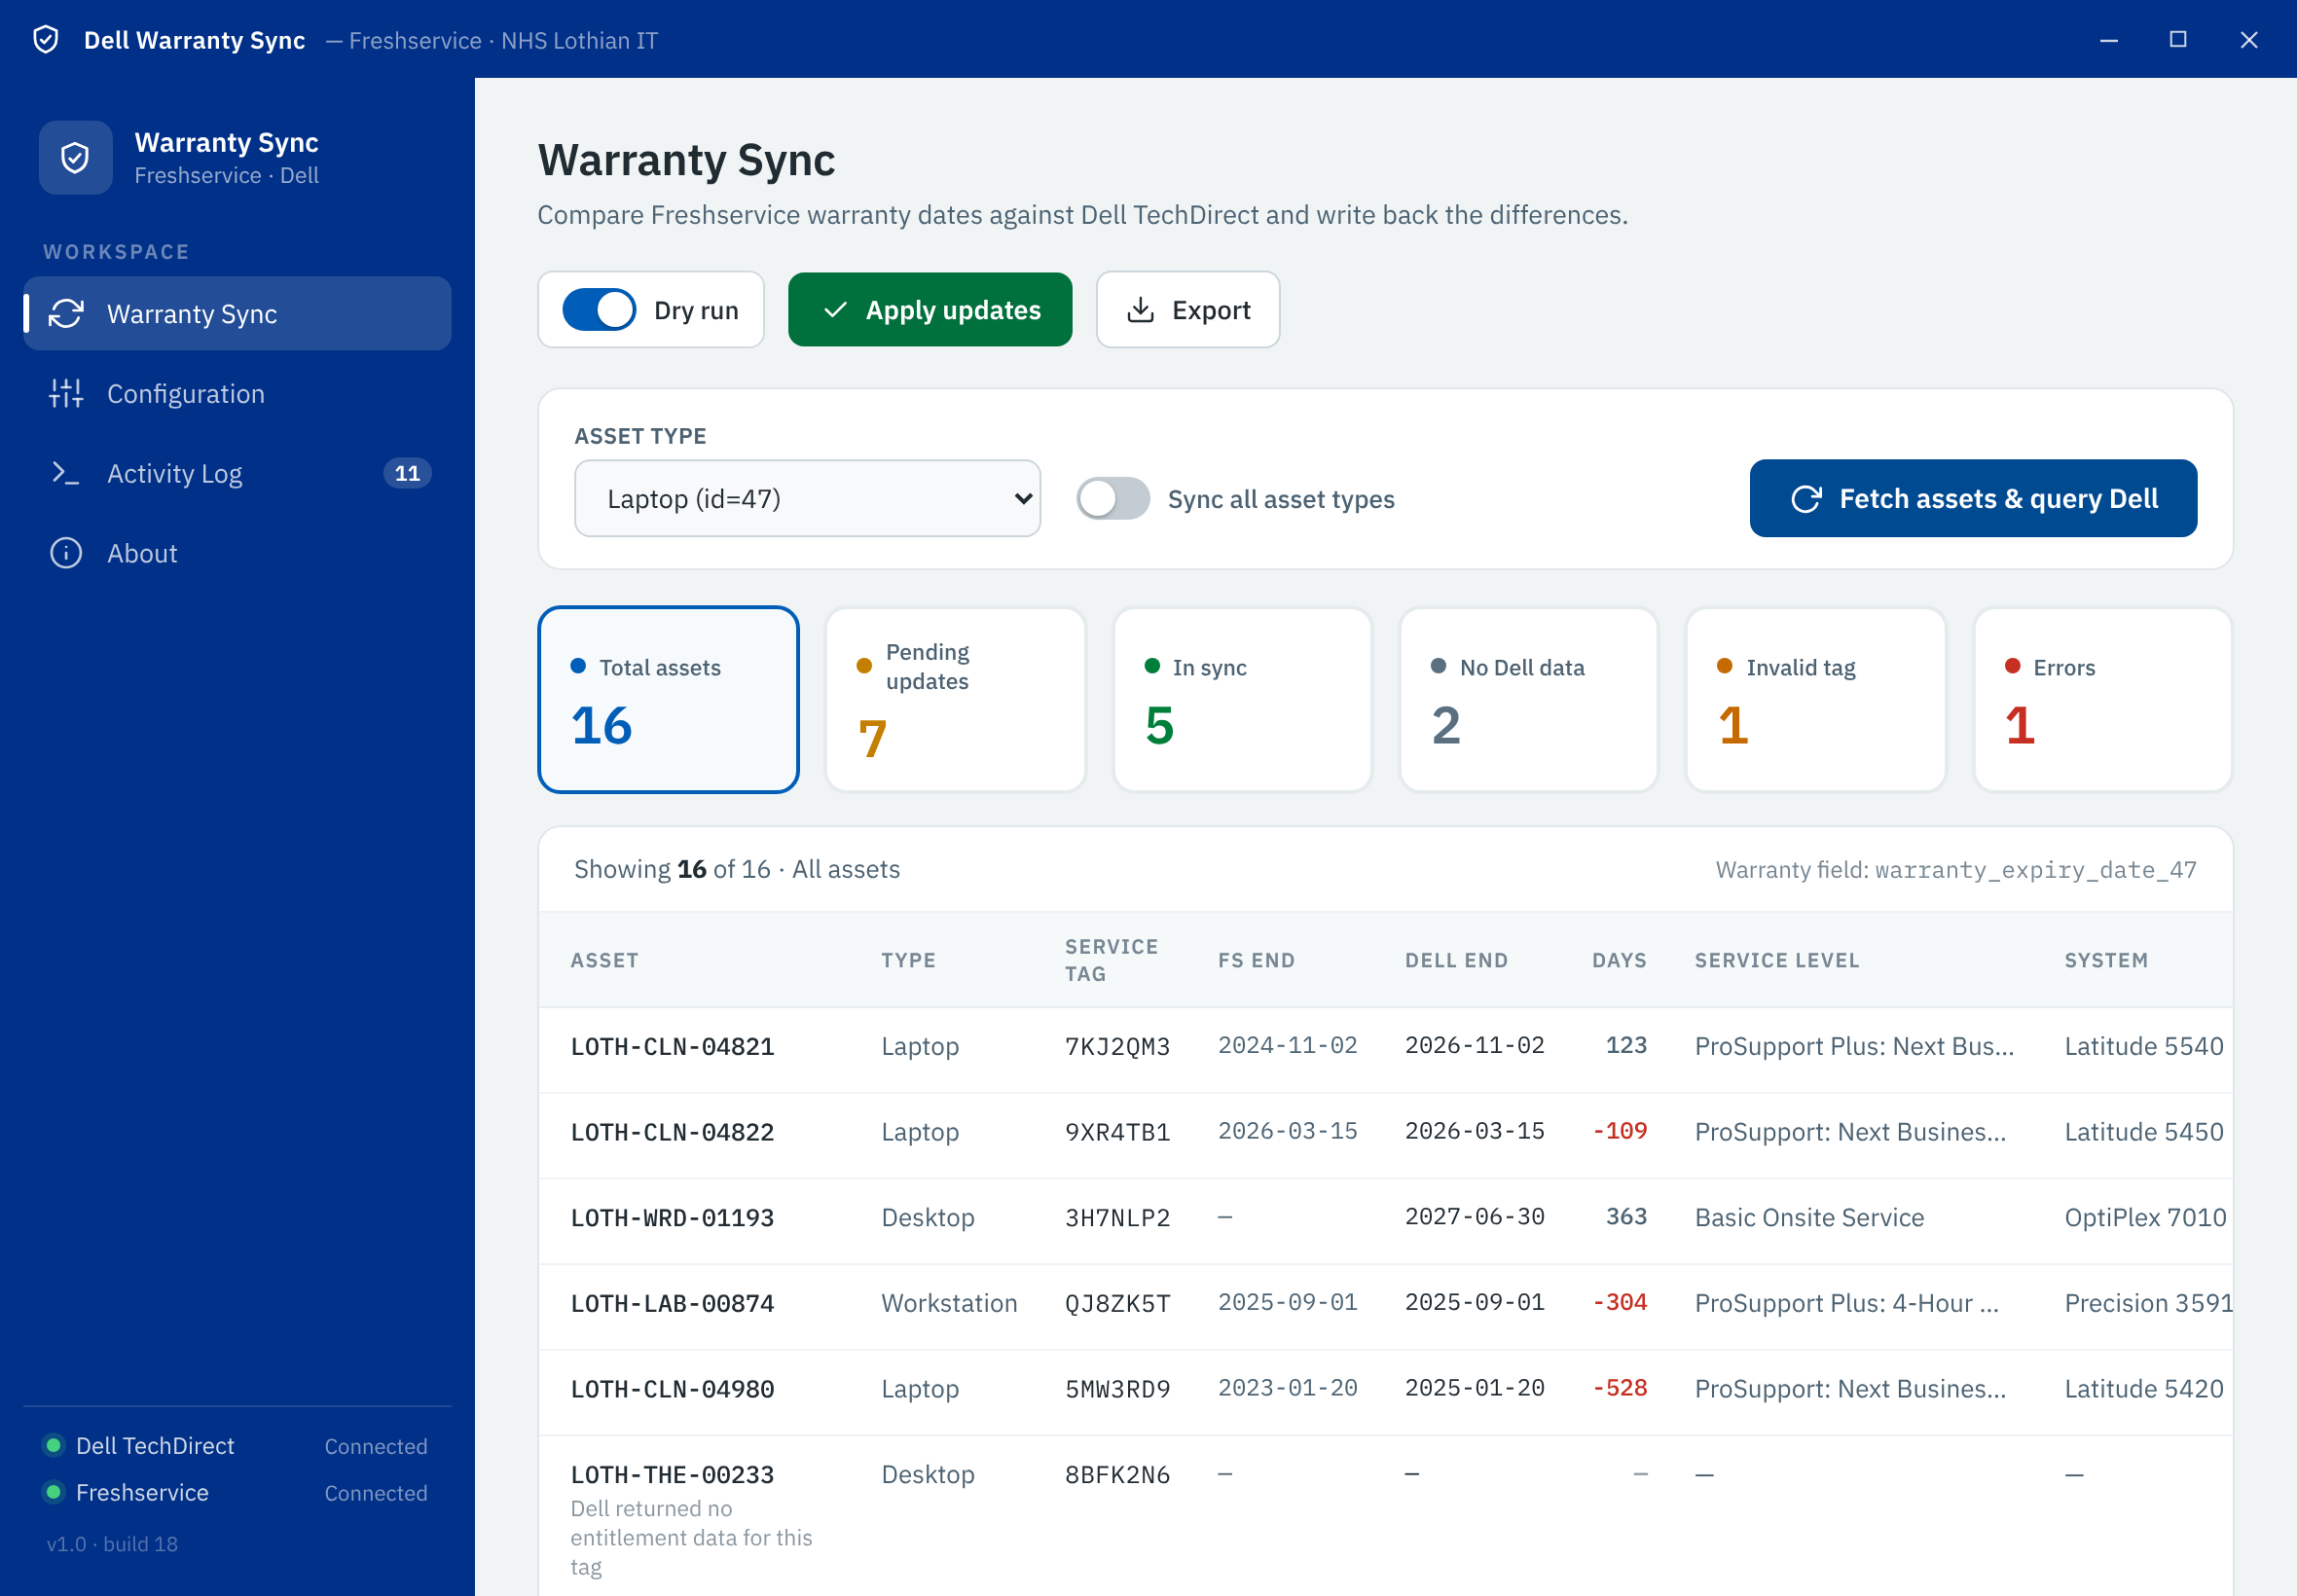 Dell Warranty Sync — Freshservice · NHS Lothian IT
Warranty Sync
Freshservice · Dell
WORKSPACE
Warranty Sync
Configuration
Activity Log 11
About
Dell TechDirect Connected
Freshservice Connected
v1.0 · build 18
Warranty Sync
Compare Freshservice warranty dates against Dell TechDirect and write back the differences.
Dry run Apply updates Export
ASSET TYPE
Laptop (id=47) Sync all asset types Fetch assets & query Dell
Total assets
16
Pending
updates
7
In sync
5
No Dell data
2
Invalid tag
1
Errors
1
Showing 16 of 16 · All assets Warranty field: warranty_expiry_date_47
ASSET TYPE SERVICE TAG FS END DELL END DAYS SERVICE LEVEL SYSTEM
LOTH-CLN-04821 Laptop 7KJ2QM3 2024-11-02 2026-11-02 123 ProSupport Plus: Next Bus... Latitude 5540
LOTH-CLN-04822 Laptop 9XR4TB1 2026-03-15 2026-03-15 -109 ProSupport: Next Busines... Latitude 5450
LOTH-WRD-01193 Desktop 3H7NLP2 — 2027-06-30 363 Basic Onsite Service OptiPlex 7010
LOTH-LAB-00874 Workstation QJ8ZK5T 2025-09-01 2025-09-01 -304 ProSupport Plus: 4-Hour ... Precision 3591
LOTH-CLN-04980 Laptop 5MW3RD9 2023-01-20 2025-01-20 -528 ProSupport: Next Busines... Latitude 5420
LOTH-THE-00233 Desktop 8BFK2N6 — — — — —
Dell returned no
entitlement data for this
tag